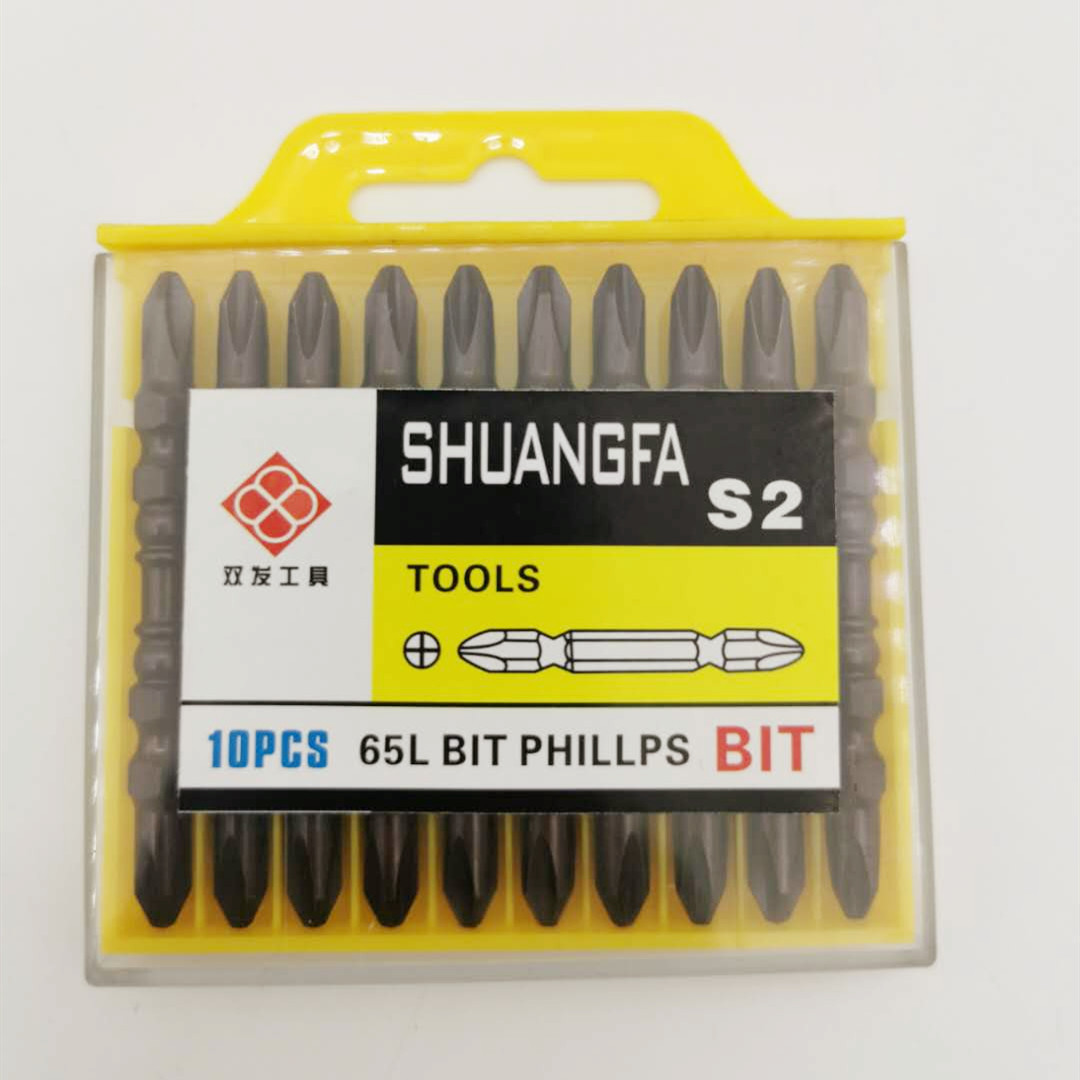 双发工具
SHUANGFA
S2
TOOLS
10PCS 65L BIT PHILLPS BIT